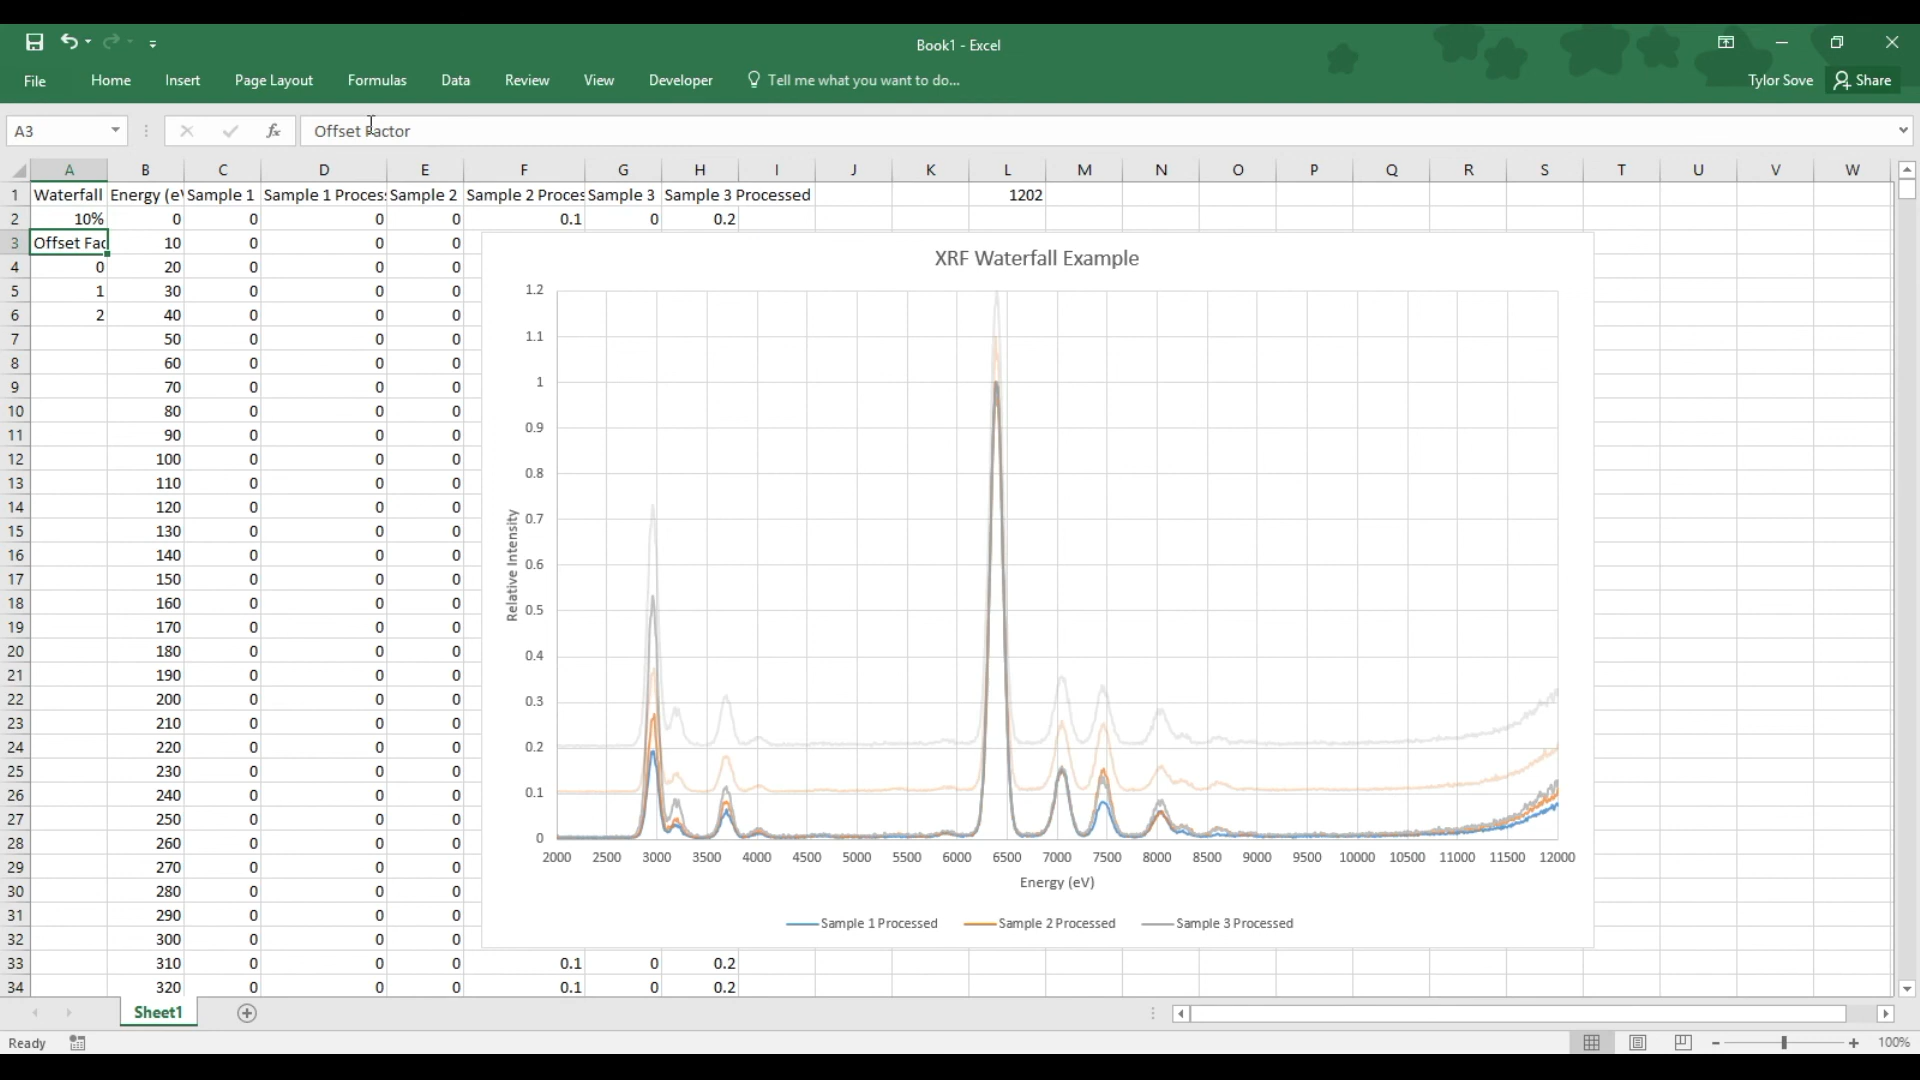 Book1 - Excel
File Home Insert Page Layout Formulas Data Review View Developer Tell me what you want to do... Tylor Sove Share
A3 fx Offset Factor
A B C D E F G H I J K L M N O P Q R S T U V W
1 Waterfall Energy (eV Sample 1 Sample 1 Process Sample 2 Sample 2 Proces Sample 3 Sample 3 Processed 1202
2 10% 0 0 0 0 0.1 0 0.2
3 Offset Fac 10 0 0 0
4 0 20 0 0 0
5 1 30 0 0 0
6 2 40 0 0 0
7 50 0 0 0
8 60 0 0 0
9 70 0 0 0
10 80 0 0 0
11 90 0 0 0
12 100 0 0 0
13 110 0 0 0
14 120 0 0 0
15 130 0 0 0
16 140 0 0 0
17 150 0 0 0
18 160 0 0 0
19 170 0 0 0
20 180 0 0 0
21 190 0 0 0
22 200 0 0 0
23 210 0 0 0
24 220 0 0 0
25 230 0 0 0
26 240 0 0 0
27 250 0 0 0
28 260 0 0 0
29 270 0 0 0
30 280 0 0 0
31 290 0 0 0
32 300 0 0 0
33 310 0 0 0 0.1 0 0.2
34 320 0 0 0 0.1 0 0.2
XRF Waterfall Example
1.2
1.1
1
0.9
0.8
0.7
0.6
0.5
0.4
0.3
0.2
0.1
0
Relative Intensity
2000 2500 3000 3500 4000 4500 5000 5500 6000 6500 7000 7500 8000 8500 9000 9500 10000 10500 11000 11500 12000
Energy (eV)
Sample 1 Processed Sample 2 Processed Sample 3 Processed
Sheet1
Ready 100%